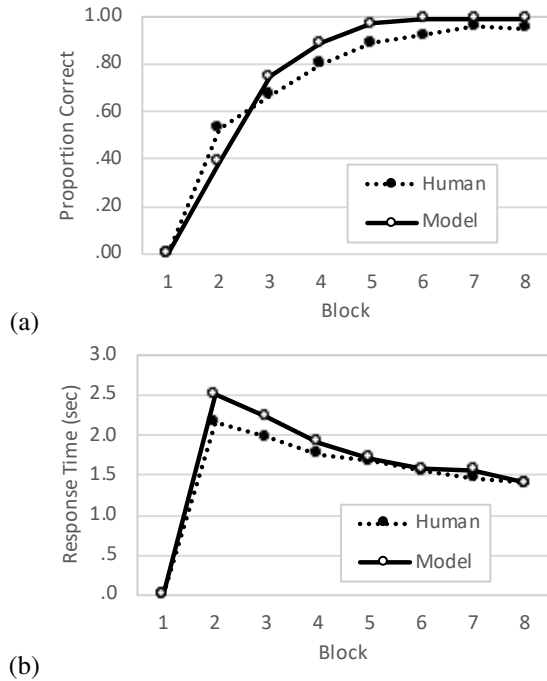 1.00
.80
.60
.40
.20
.00
Proportion Correct
Human
Model
1 2 3 4 5 6 7 8
Block
(a)
3.0
2.5
2.0
1.5
1.0
.5
.0
Response Time (sec)
Human
Model
1 2 3 4 5 6 7 8
Block
(b)